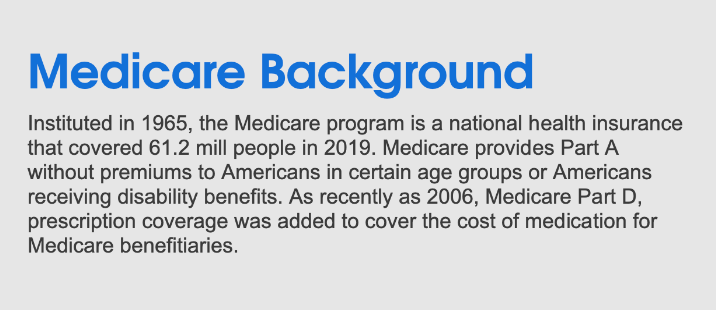 Medicare Background
Instituted in 1965, the Medicare program is a national health insurance
that covered 61.2 mill people in 2019. Medicare provides Part A
without premiums to Americans in certain age groups or Americans
receiving disability benefits. As recently as 2006, Medicare Part D,
prescription coverage was added to cover the cost of medication for
Medicare benefitiaries.